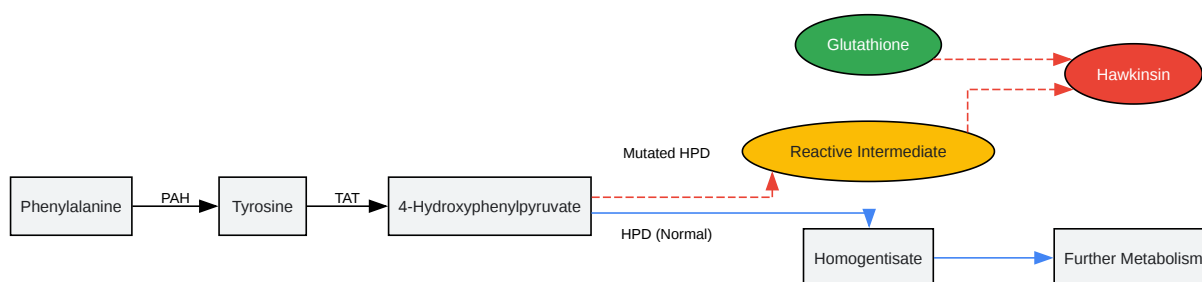 Glutathione
Hawkinsin
Mutated HPD
Reactive Intermediate
Phenylalanine
PAH
Tyrosine
TAT
4-Hydroxyphenylpyruvate
HPD (Normal)
Homogentisate
Further Metabolism